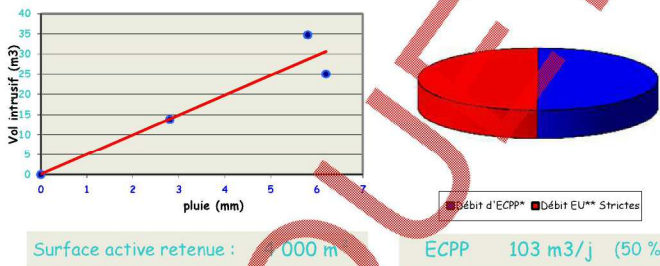 40
35
30
25
20
15
10
5
0
Vol intrusif (m3)
0 1 2 3 4 5 6 7
pluie (mm)
Débit d'ECPP* Débit EU** Strictes
Surface active retenue : 4 000 m
ECPP 103 m3/j (50 %